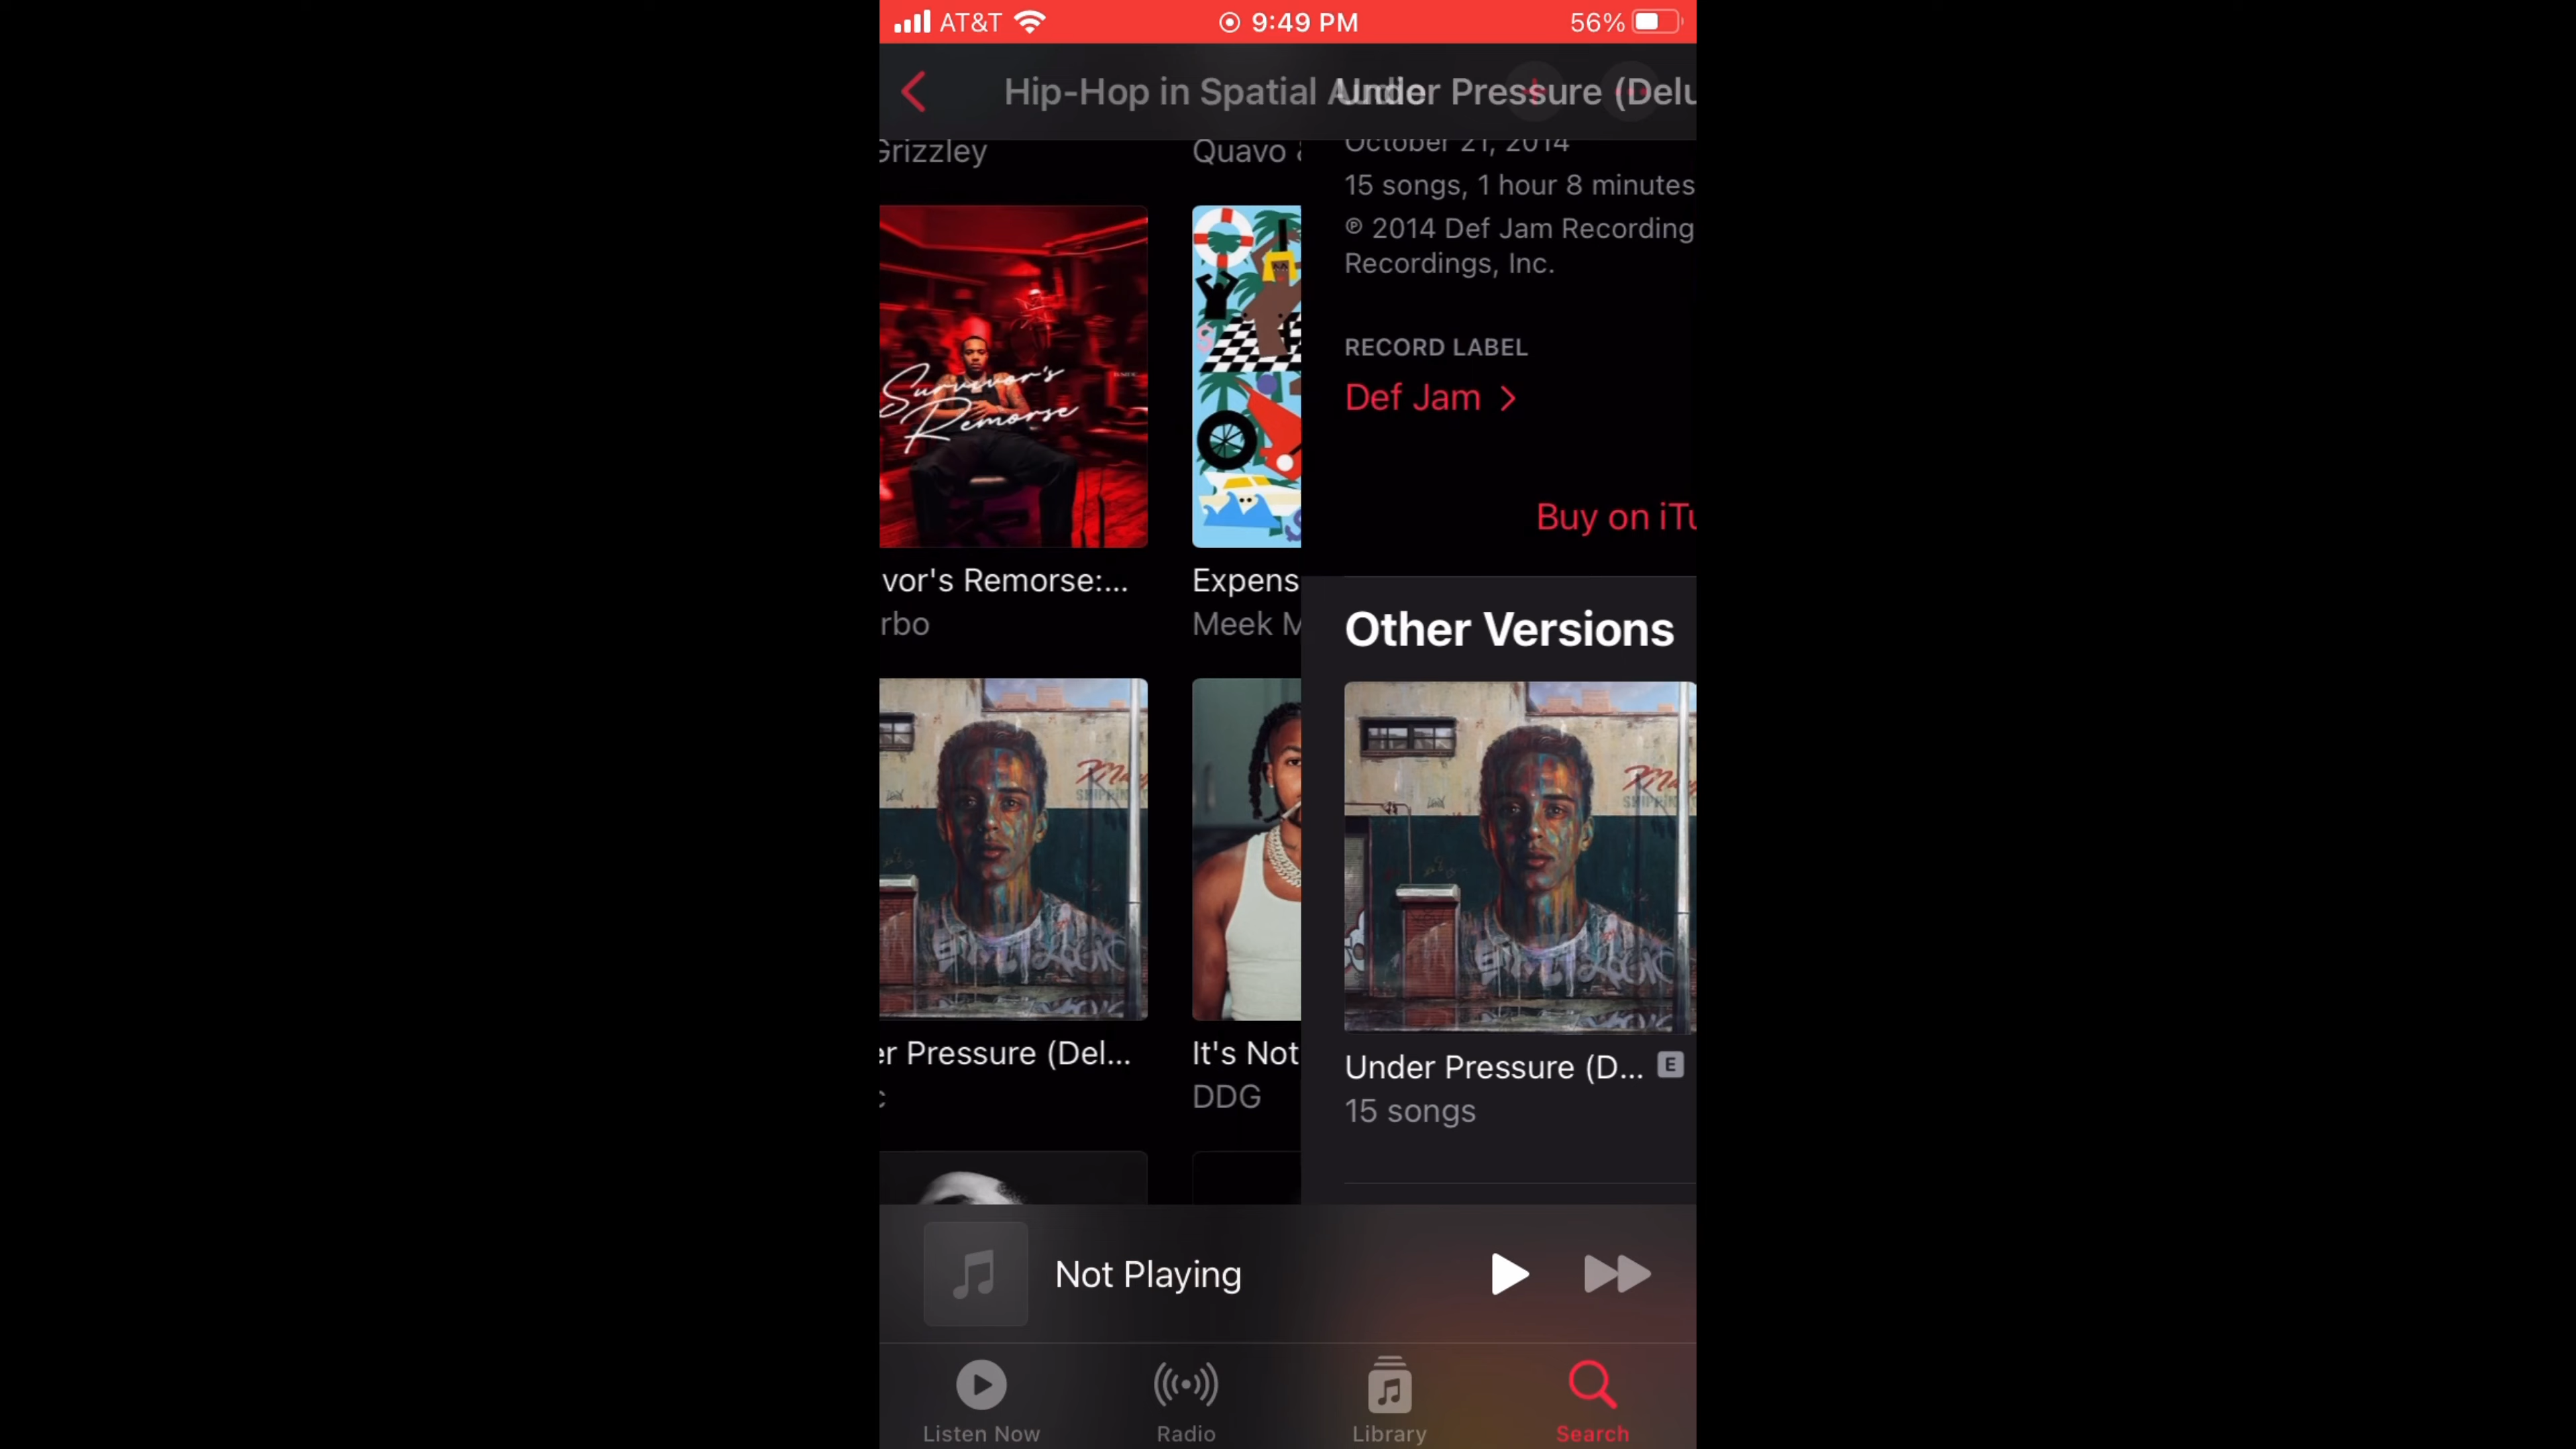 AT&T 9:49 PM 56%
Hip-Hop in Spatial Under Pressure (Delu
Grizzley
Quavo
Survivor's
Remorse
vor's Remorse:...
rbo
Expens
Meek M
er Pressure (Del...
c
It's Not
DDG
October 21, 2014
15 songs, 1 hour 8 minutes
℗ 2014 Def Jam Recording
Recordings, Inc.
RECORD LABEL
Def Jam
Buy on iTu
Other Versions
Under Pressure (D... E
15 songs
Not Playing
Listen Now
Radio
Library
Search